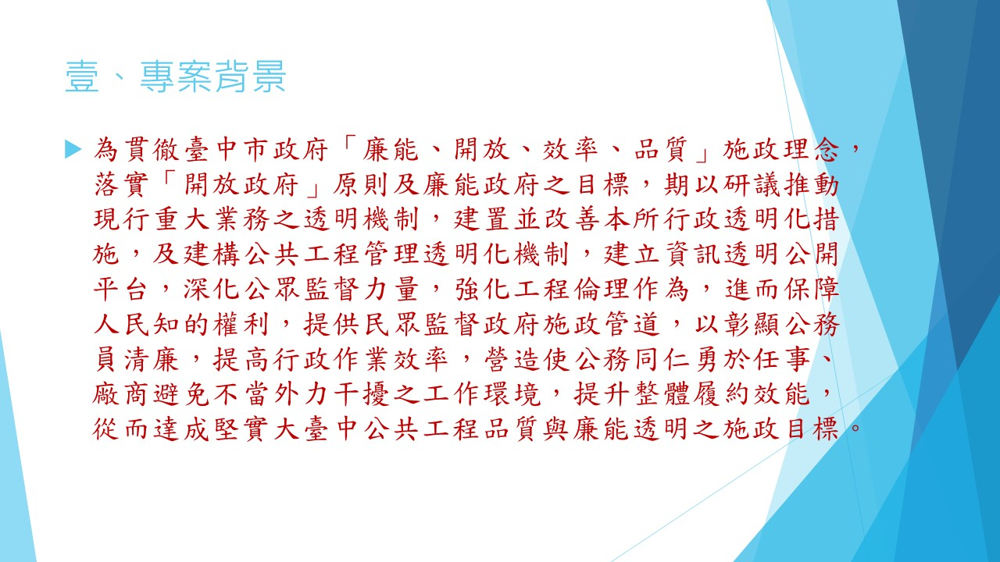 壹、專案背景
為貫徹臺中市政府「廉能、開放、效率、品質」施政理念，
落實「開放政府」原則及廉能政府之目標，期以研議推動
現行重大業務之透明機制，建置並改善本所行政透明化措
施，及建構公共工程管理透明化機制，建立資訊透明公開
平台，深化公眾監督力量，強化工程倫理作為，進而保障
人民知的權利，提供民眾監督政府施政管道，以彰顯公務
員清廉，提高行政作業效率，營造使公務同仁勇於任事、
廠商避免不當外力干擾之工作環境，提升整體履約效能，
從而達成堅實大臺中公共工程品質與廉能透明之施政目標。